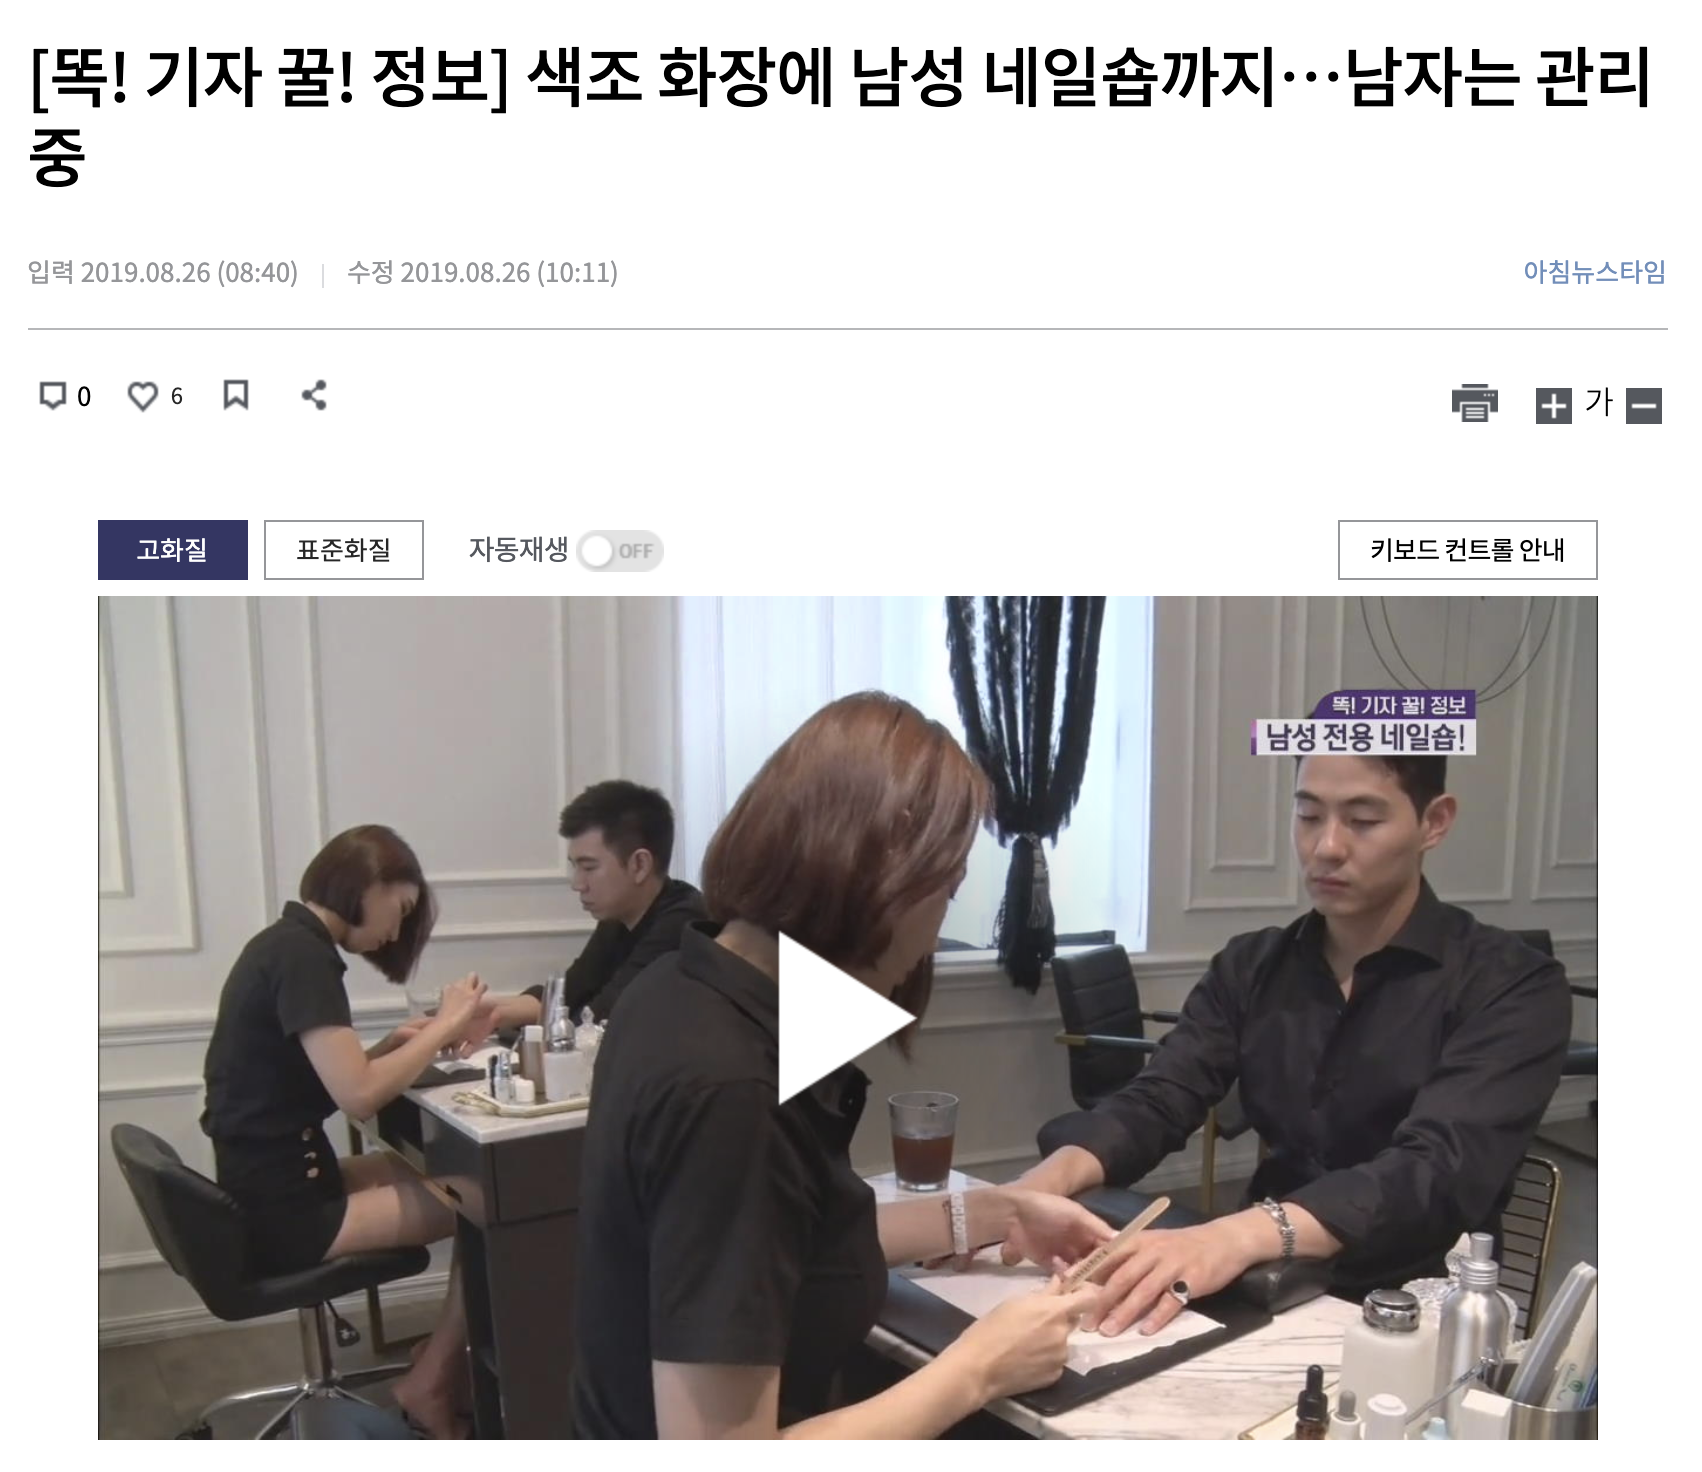 [똑! 기자 꿀! 정보] 색조 화장에 남성 네일숍까지…남자는 관리
중
입력 2019.08.26 (08:40) | 수정 2019.08.26 (10:11)
아침뉴스타임
0 6
가
고화질 표준화질 자동재생 OFF 키보드 컨트롤 안내
똑! 기자 꿀! 정보
남성 전용 네일숍!